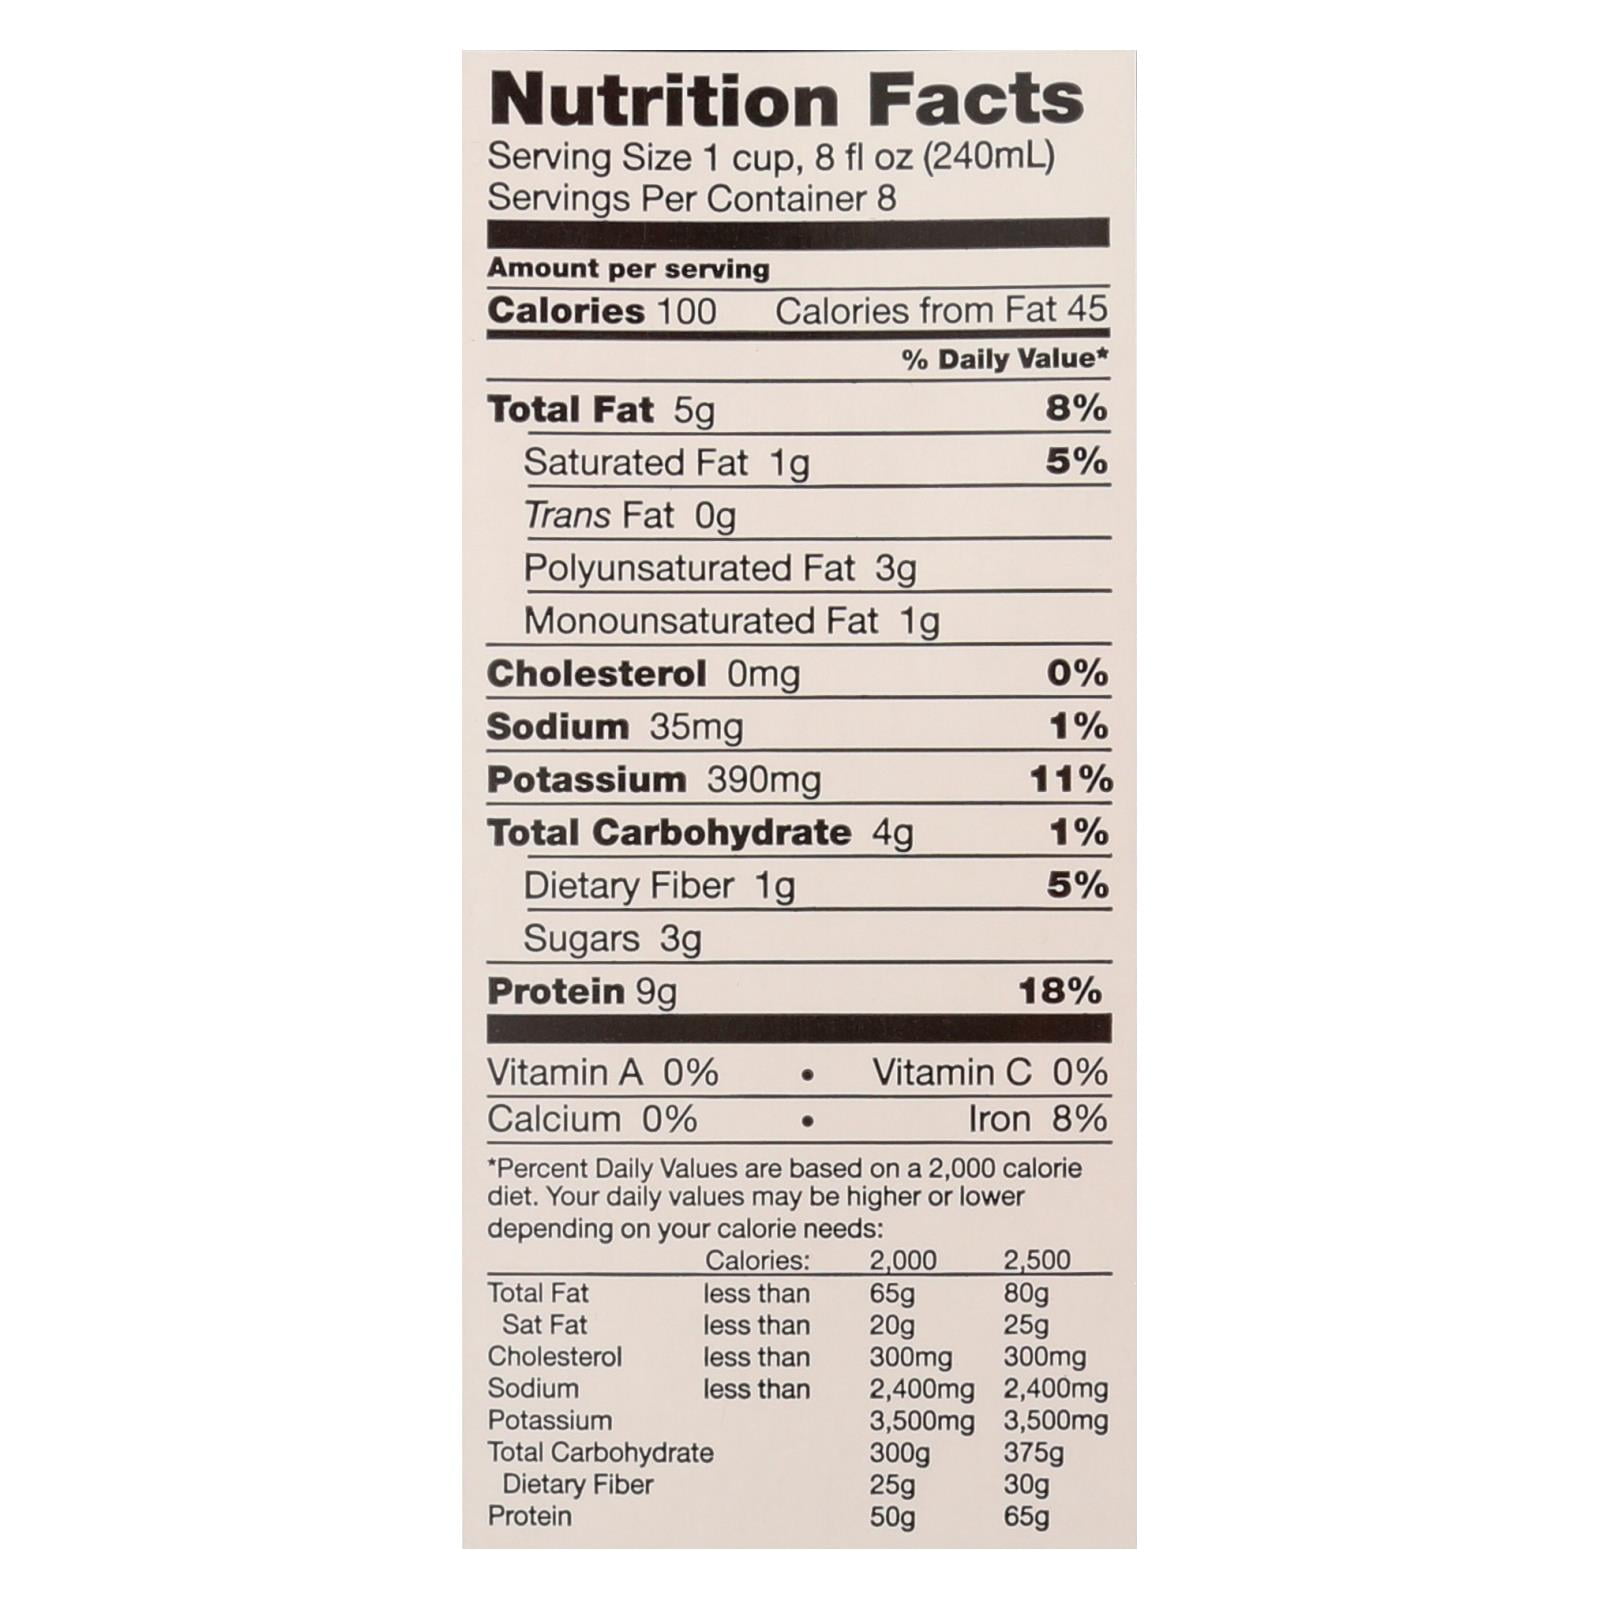 Nutrition Facts
Serving Size 1 cup, 8 fl oz (240mL)
Servings Per Container 8
Amount per serving
Calories 100 Calories from Fat 45
% Daily Value*
Total Fat 5g 8%
Saturated Fat 1g 5%
Trans Fat 0g
Polyunsaturated Fat 3g
Monounsaturated Fat 1g
Cholesterol 0mg 0%
Sodium 35mg 1%
Potassium 390mg 11%
Total Carbohydrate 4g 1%
Dietary Fiber 1g 5%
Sugars 3g
Protein 9g 18%
Vitamin A 0% • Vitamin C 0%
Calcium 0% • Iron 8%
*Percent Daily Values are based on a 2,000 calorie
diet. Your daily values may be higher or lower
depending on your calorie needs:
Calories: 2,000 2,500
Total Fat less than 65g 80g
Sat Fat less than 20g 25g
Cholesterol less than 300mg 300mg
Sodium less than 2,400mg 2,400mg
Potassium 3,500mg 3,500mg
Total Carbohydrate 300g 375g
Dietary Fiber 25g 30g
Protein 50g 65g